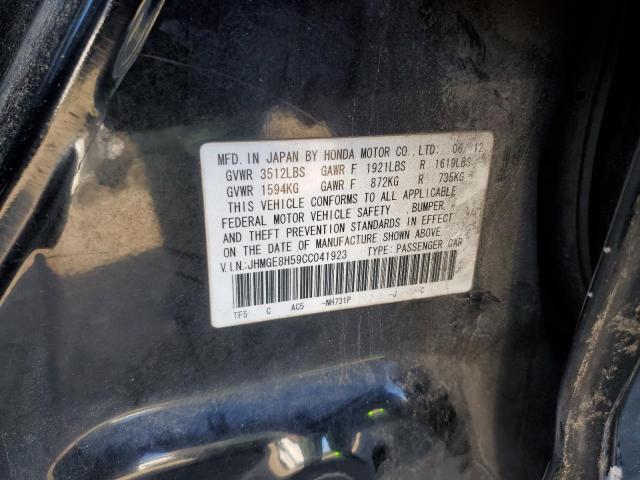 MFD. IN JAPAN BY HONDA MOTOR CO., LTD. 06/12
GVWR 3512LBS GAWR F 1921LBS R 1619LBS
GVWR 1594KG GAWR F 872KG R 735KG
THIS VEHICLE CONFORMS TO ALL APPLICABLE
FEDERAL MOTOR VEHICLE SAFETY, BUMPER,
AND THEFT PREVENTION STANDARDS IN EFFECT
ON THE DATE OF MANUFACTURE SHOWN ABOVE.
V.I.N.:JHMGE8H59CC041923 TYPE: PASSENGER CAR
TF5 C AC5 -NH731P -J -C